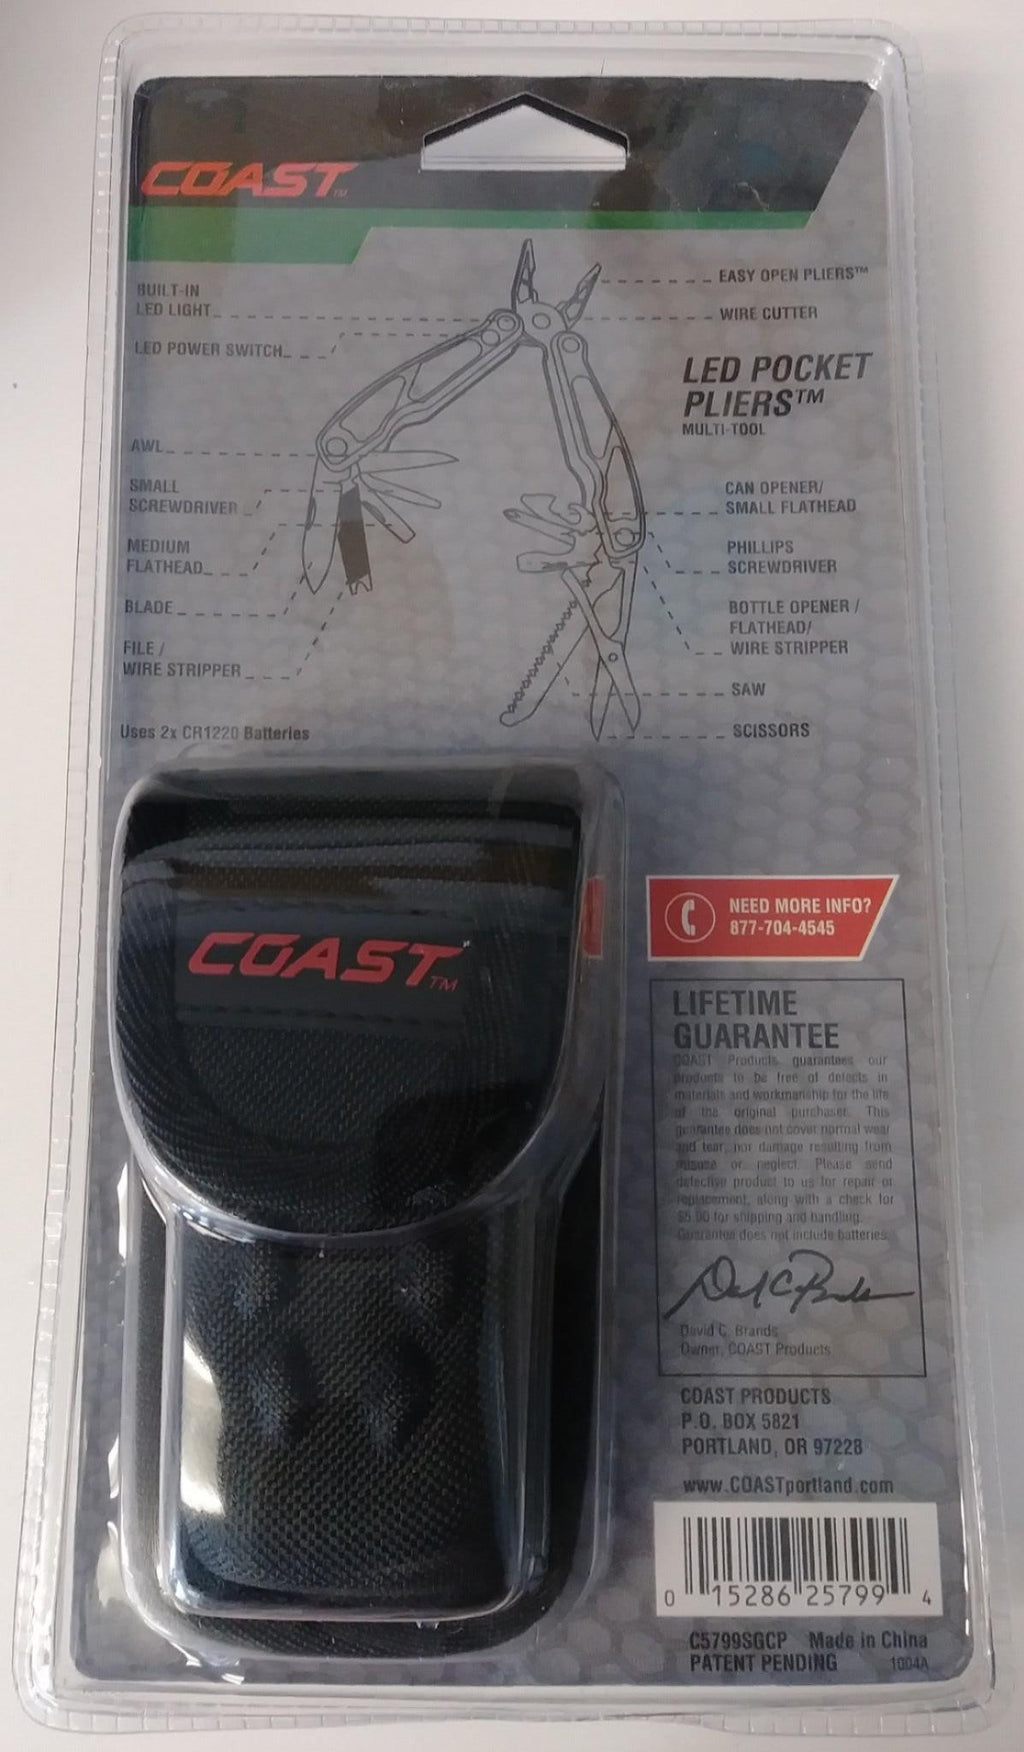 COAST™
BUILT-IN
LED LIGHT
LED POWER SWITCH
AWL
SMALL
SCREWDRIVER
MEDIUM
FLATHEAD
BLADE
FILE /
WIRE STRIPPER
Uses 2x CR1220 Batteries
EASY OPEN PLIERS™
WIRE CUTTER
LED POCKET
PLIERS™
MULTI-TOOL
CAN OPENER/
SMALL FLATHEAD
PHILLIPS
SCREWDRIVER
BOTTLE OPENER /
FLATHEAD/
WIRE STRIPPER
SAW
SCISSORS
COAST™
NEED MORE INFO?
877-704-4545
LIFETIME
GUARANTEE
COAST Products guarantees our
products to be free of defects in
materials and workmanship for the life
of the original purchaser. This
guarantee does not cover normal wear
and tear, nor damage resulting from
misuse or neglect. Please send
defective product to us for repair or
replacement, along with a check for
$5.00 for shipping and handling.
Guarantee does not include batteries.
David C. Brands
Owner, COAST Products
COAST PRODUCTS
P.O. BOX 5821
PORTLAND, OR 97228
www.COASTportland.com
0 15286 25799 4
C5799SGCP Made in China
PATENT PENDING 1004A